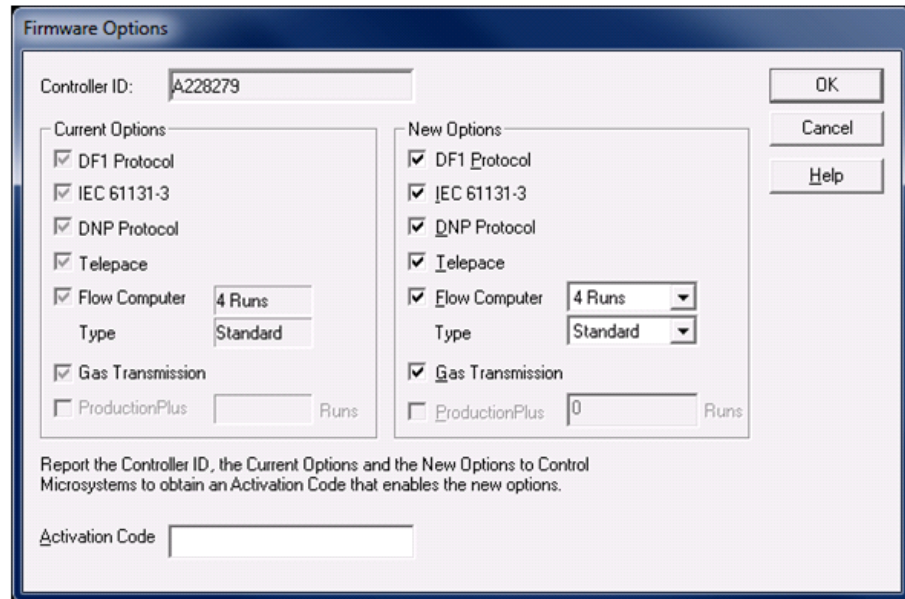 Firmware Options
Controller ID: A228279
OK
Cancel
Help
Current Options
DF1 Protocol
IEC 61131-3
DNP Protocol
Telepace
Flow Computer 4 Runs
Type Standard
Gas Transmission
ProductionPlus Runs
New Options
DF1 Protocol
IEC 61131-3
DNP Protocol
Telepace
Flow Computer 4 Runs
Type Standard
Gas Transmission
ProductionPlus 0 Runs
Report the Controller ID, the Current Options and the New Options to Control
Microsystems to obtain an Activation Code that enables the new options.
Activation Code